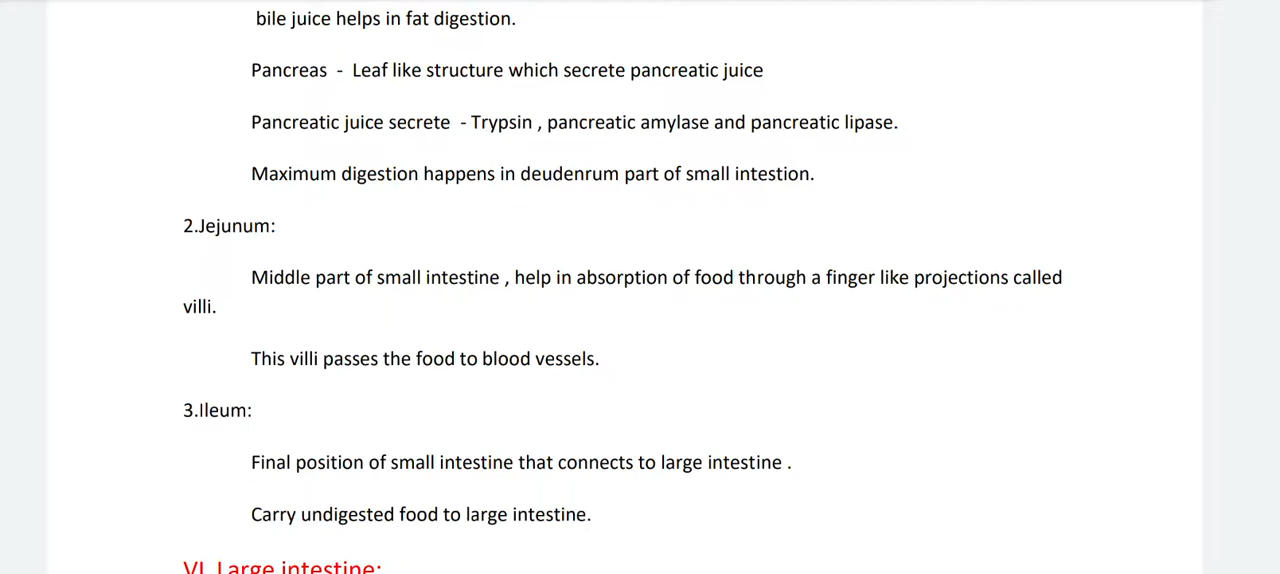 bile juice helps in fat digestion.
Pancreas - Leaf like structure which secrete pancreatic juice
Pancreatic juice secrete - Trypsin , pancreatic amylase and pancreatic lipase.
Maximum digestion happens in deudenrum part of small intestion.
2.Jejunum:
Middle part of small intestine , help in absorption of food through a finger like projections called
villi.
This villi passes the food to blood vessels.
3.Ileum:
Final position of small intestine that connects to large intestine .
Carry undigested food to large intestine.
VI. Large intestine: